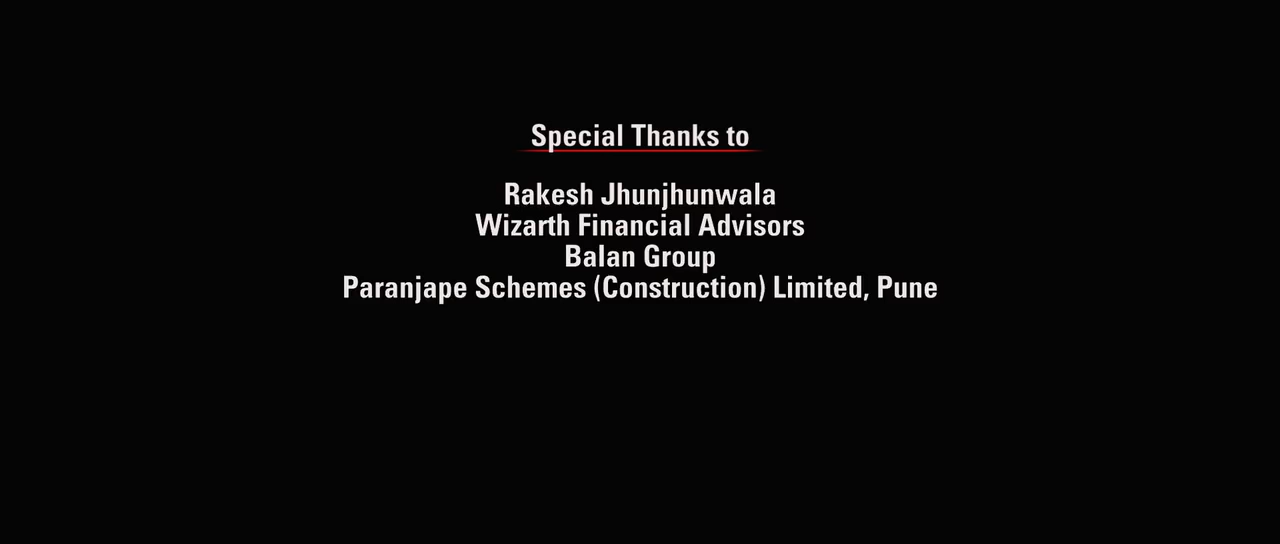 Special Thanks to
Rakesh Jhunjhunwala
Wizarth Financial Advisors
Balan Group
Paranjape Schemes (Construction) Limited, Pune